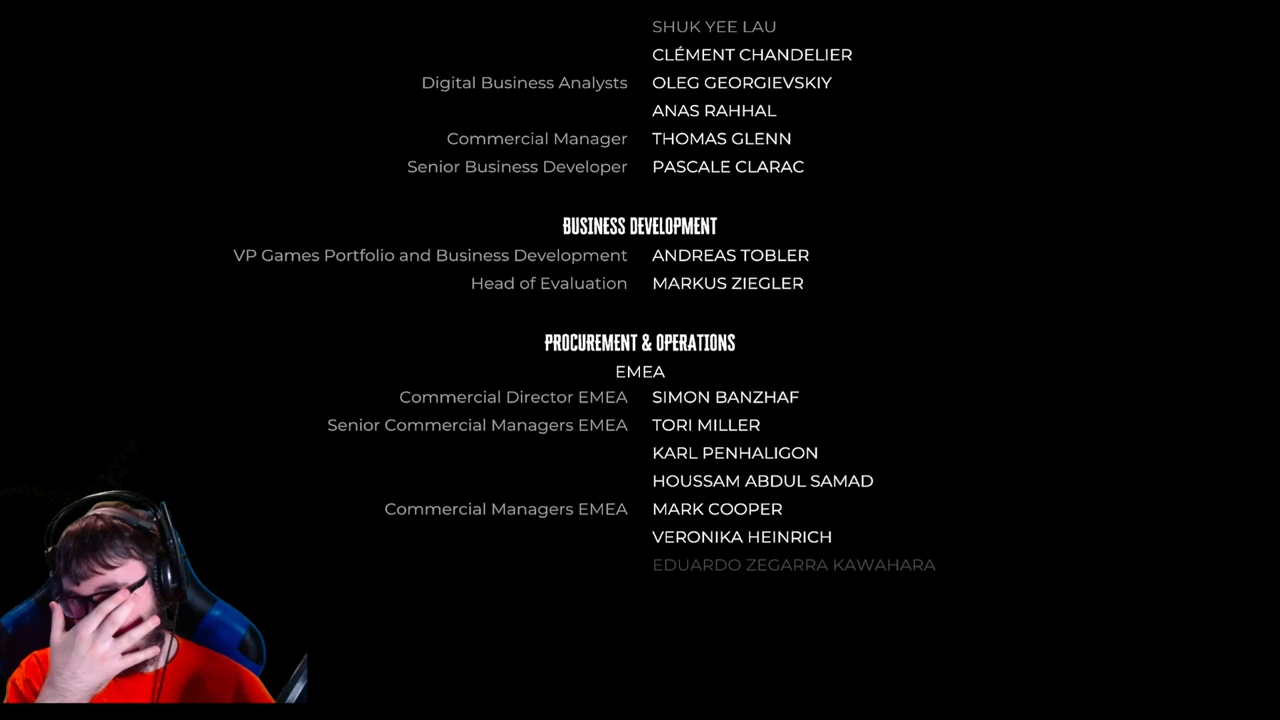 SHUK YEE LAU
CLÉMENT CHANDELIER
Digital Business Analysts OLEG GEORGIEVSKIY
ANAS RAHHAL
Commercial Manager THOMAS GLENN
Senior Business Developer PASCALE CLARAC
BUSINESS DEVELOPMENT
VP Games Portfolio and Business Development ANDREAS TOBLER
Head of Evaluation MARKUS ZIEGLER
PROCUREMENT & OPERATIONS
EMEA
Commercial Director EMEA SIMON BANZHAF
Senior Commercial Managers EMEA TORI MILLER
KARL PENHALIGON
HOUSSAM ABDUL SAMAD
Commercial Managers EMEA MARK COOPER
VERONIKA HEINRICH
EDUARDO ZEGARRA KAWAHARA